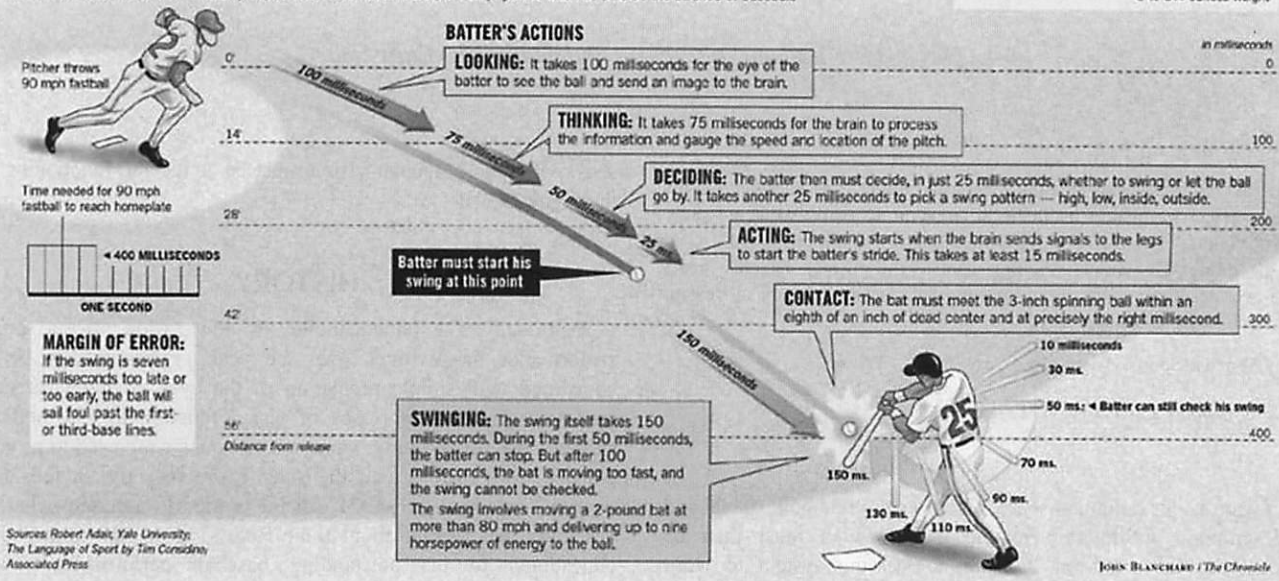 BATTER'S ACTIONS
in milliseconds
Pitcher throws
90 mph fastball
0'
0
100 milliseconds
LOOKING: It takes 100 milliseconds for the eye of the
batter to see the ball and send an image to the brain.
14'
100
75 milliseconds
THINKING: It takes 75 milliseconds for the brain to process
the information and gauge the speed and location of the pitch.
Time needed for 90 mph
fastball to reach homeplate
400 MILLISECONDS
ONE SECOND
28'
200
50 milliseconds
DECIDING: The batter then must decide, in just 25 milliseconds, whether to swing or let the ball
go by. It takes another 25 milliseconds to pick a swing pattern — high, low, inside, outside.
25 ms.
ACTING: The swing starts when the brain sends signals to the legs
to start the batter's stride. This takes at least 15 milliseconds.
Batter must start his
swing at this point
42'
300
CONTACT: The bat must meet the 3-inch spinning ball within an
eighth of an inch of dead center and at precisely the right millisecond.
MARGIN OF ERROR:
If the swing is seven
milliseconds too late or
too early, the ball will
sail foul past the first-
or third-base lines.
150 milliseconds
10 milliseconds
30 ms.
50 ms. Batter can still check his swing
70 ms.
90 ms.
110 ms.
130 ms.
150 ms.
2
25
56'
Distance from release
400
SWINGING: The swing itself takes 150
milliseconds. During the first 50 milliseconds,
the batter can stop. But after 100
milliseconds, the bat is moving too fast, and
the swing cannot be checked.
The swing involves moving a 2-pound bat at
more than 80 mph and delivering up to nine
horsepower of energy to the ball.
Sources: Robert Adair, Yale University;
The Language of Sport by Tim Considine;
Associated Press
JOHN BLANCHARD / The Chronicle